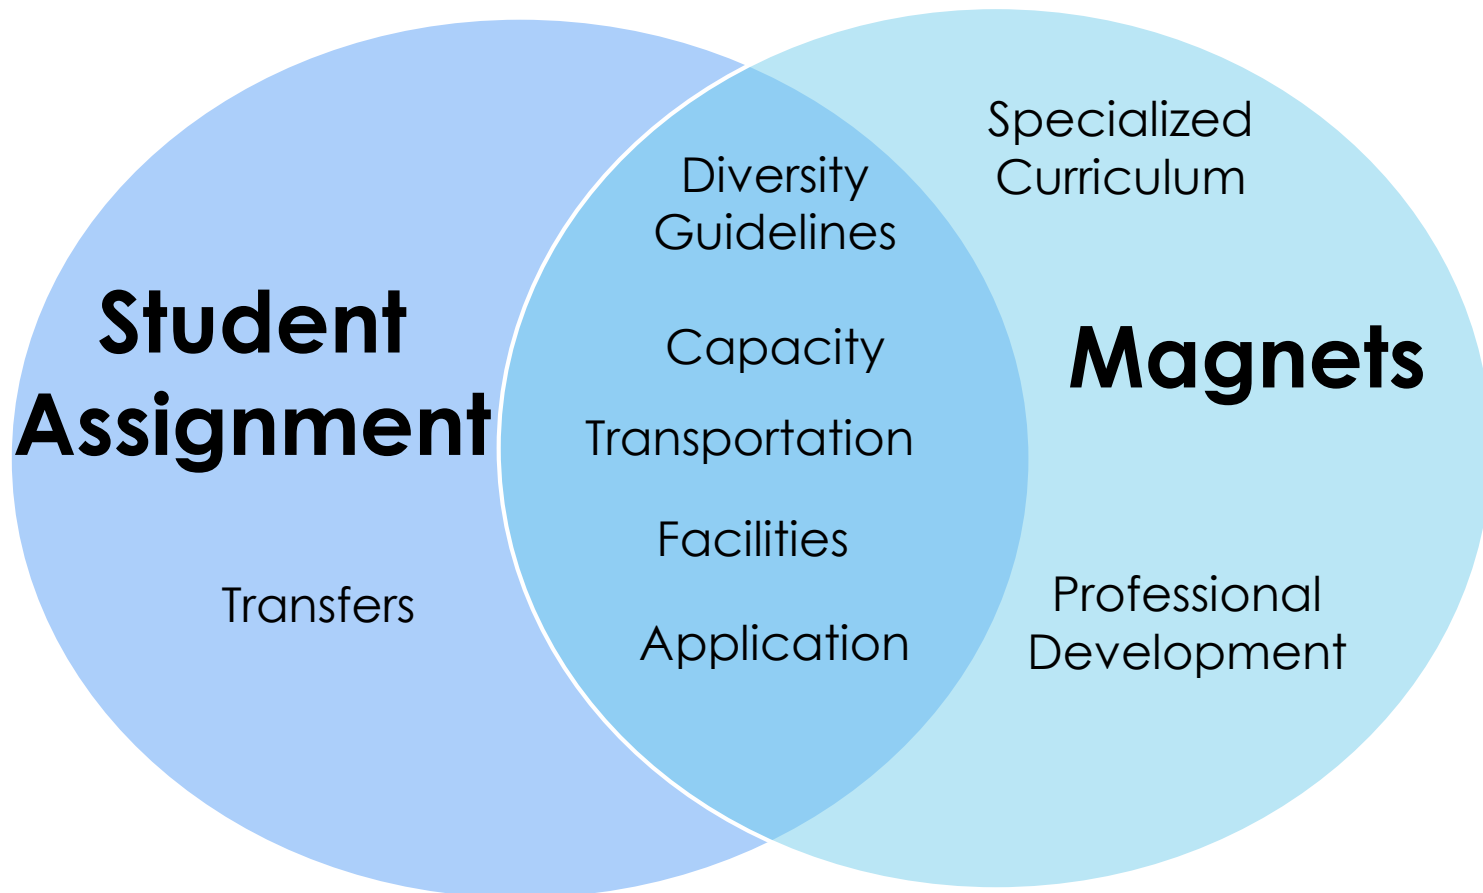 Student
Assignment
Transfers
Diversity
Guidelines
Capacity
Transportation
Facilities
Application
Specialized
Curriculum
Magnets
Professional
Development